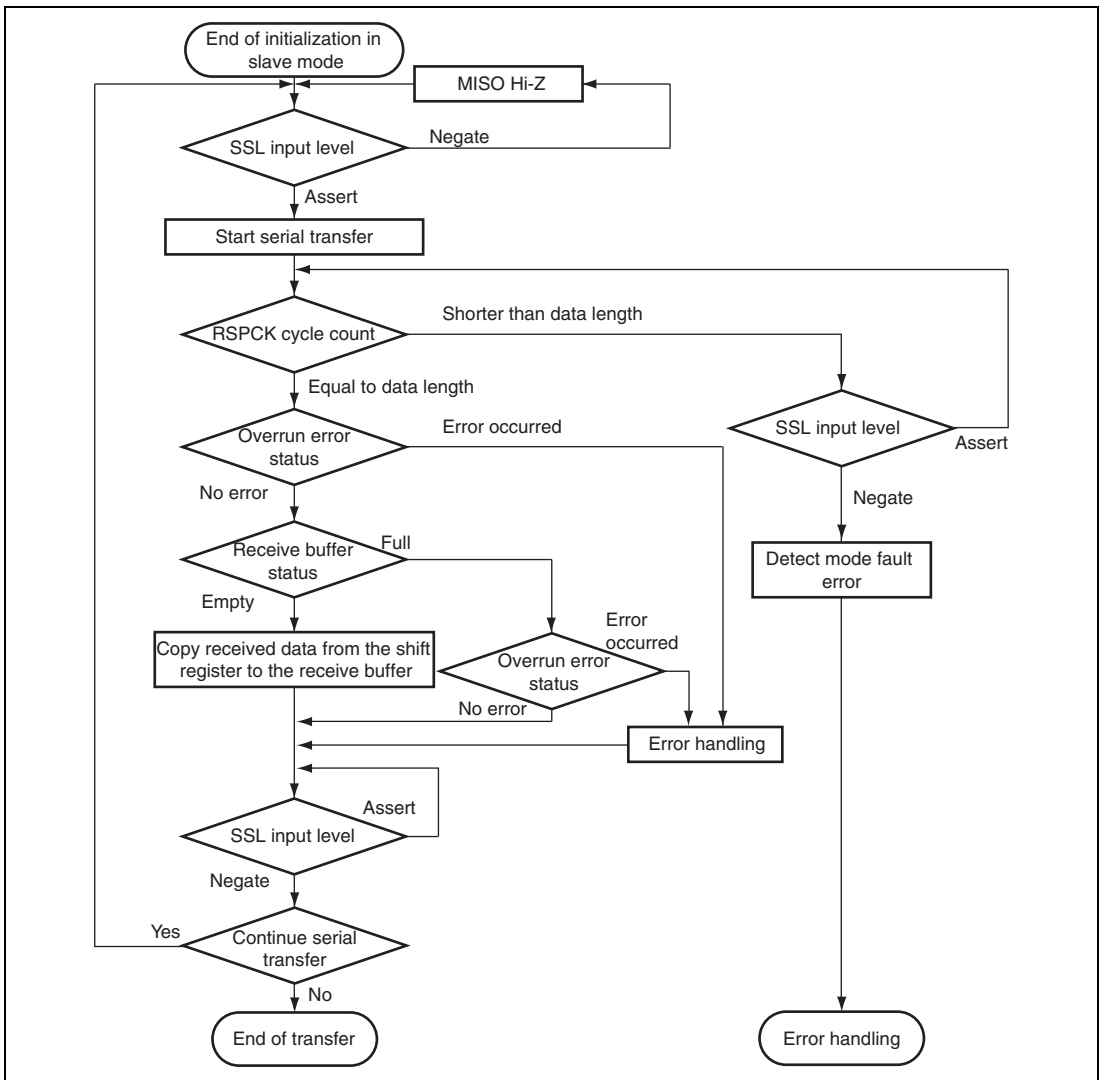 End of initialization in
slave mode
MISO Hi-Z
SSL input level
Negate
Assert
Start serial transfer
RSPCK cycle count
Shorter than data length
Equal to data length
SSL input level
Assert
Overrun error
status
Error occurred
No error
Negate
Receive buffer
status
Full
Detect mode fault
error
Empty
Copy received data from the shift
register to the receive buffer
Error
occurred
Overrun error
status
No error
Error handling
Assert
SSL input level
Negate
Yes
Continue serial
transfer
No
End of transfer
Error handling